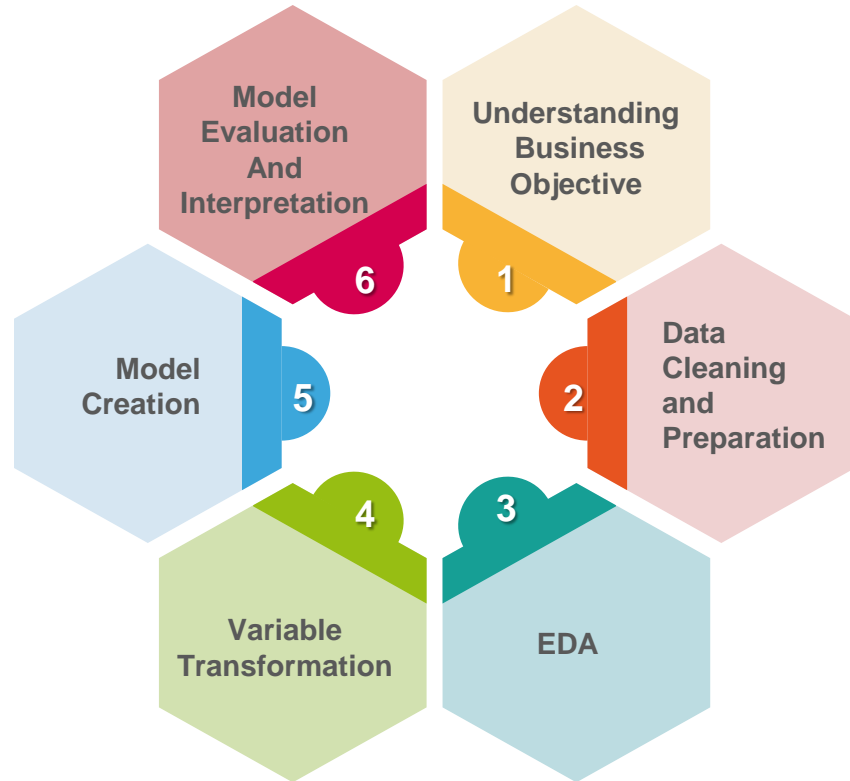 1
Understanding
Business
Objective
2
Data
Cleaning
and
Preparation
3
EDA
4
Variable
Transformation
5
Model
Creation
6
Model
Evaluation
And
Interpretation